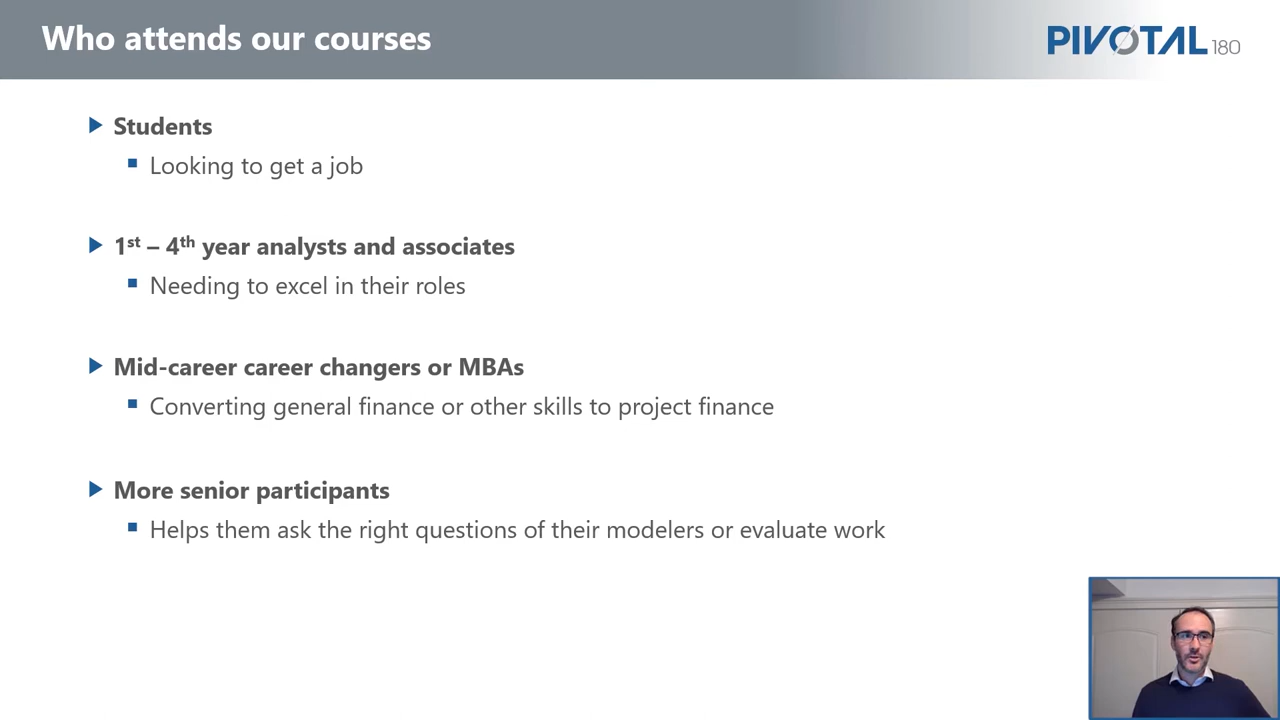 Who attends our courses
PIVOTAL 180
Students
Looking to get a job
1st – 4th year analysts and associates
Needing to excel in their roles
Mid-career career changers or MBAs
Converting general finance or other skills to project finance
More senior participants
Helps them ask the right questions of their modelers or evaluate work